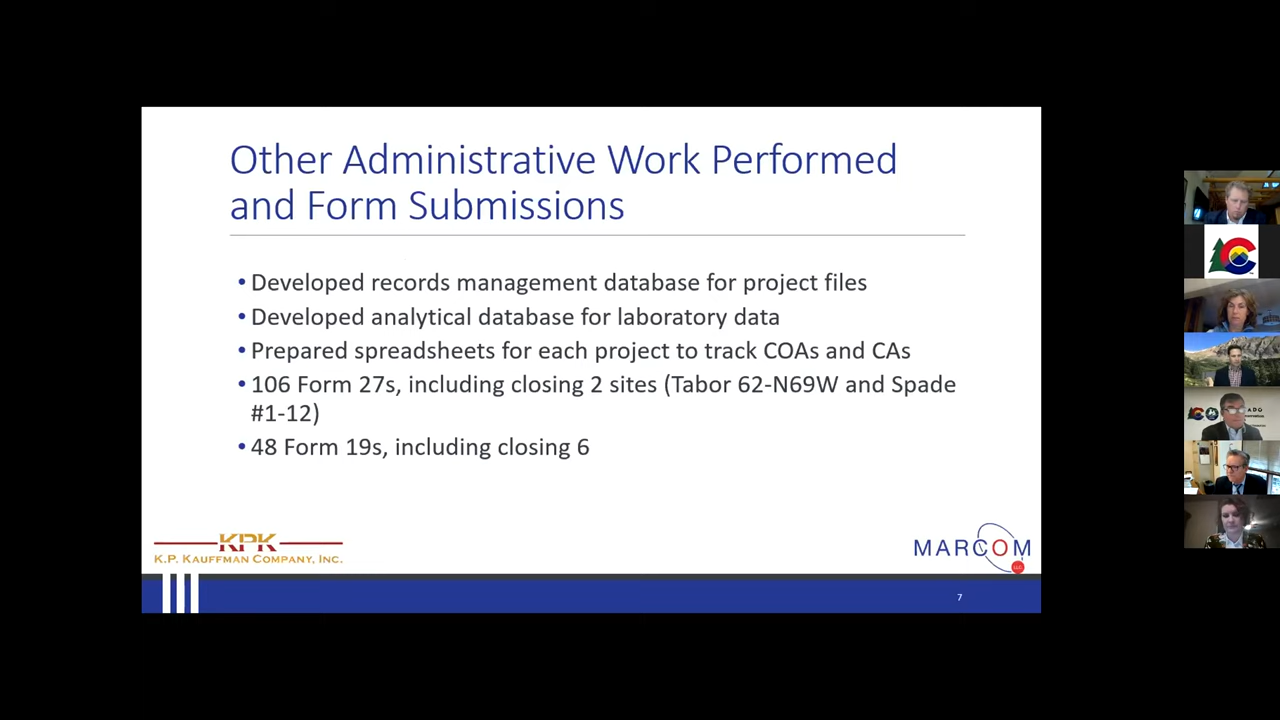 Other Administrative Work Performed
and Form Submissions
• Developed records management database for project files
• Developed analytical database for laboratory data
• Prepared spreadsheets for each project to track COAs and CAs
• 106 Form 27s, including closing 2 sites (Tabor 62-N69W and Spade
#1-12)
• 48 Form 19s, including closing 6
KPK
K.P. KAUFFMAN COMPANY, INC.
MARCOM
LLC
7